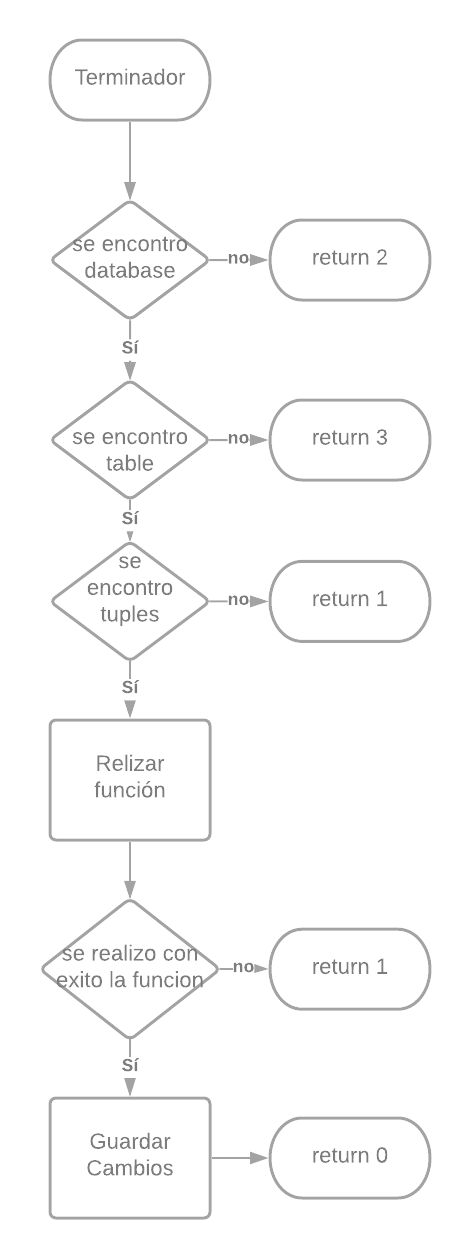 Terminador
se encontro
database
no
return 2
Sí
se encontro
table
no
return 3
Sí
se
encontro
tuples
no
return 1
Sí
Relizar
función
se realizo con
exito la funcion
no
return 1
Sí
Guardar
Cambios
return 0